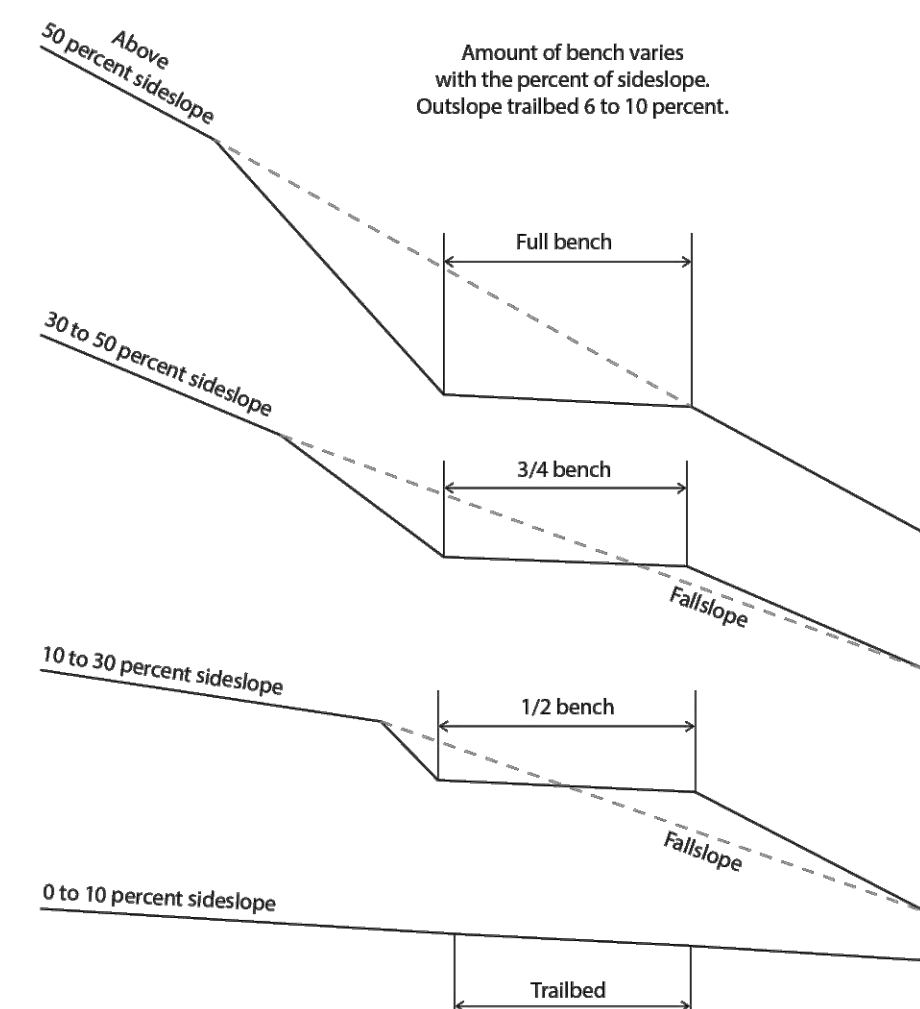 Above
50 percent sideslope
Amount of bench varies
with the percent of sideslope.
Outslope trailbed 6 to 10 percent.
Full bench
30 to 50 percent sideslope
3/4 bench
Fallslope
10 to 30 percent sideslope
1/2 bench
Fallslope
0 to 10 percent sideslope
Trailbed